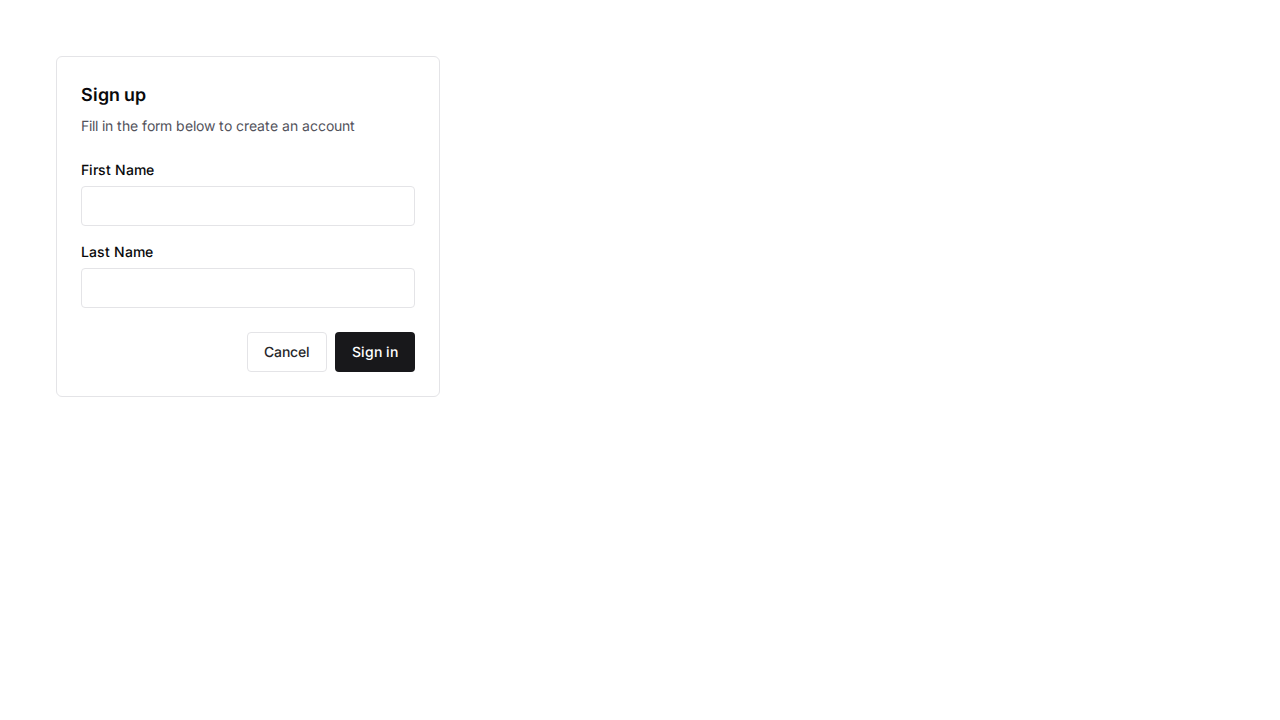 Sign up
Fill in the form below to create an account
First Name
Last Name
Cancel Sign in